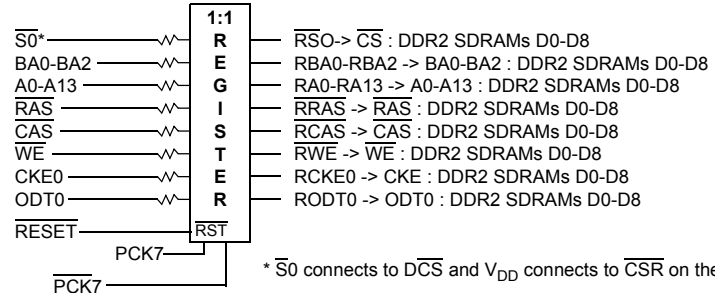 1:1
S̅0̅* R R̅S̅O-> C̅S̅ : DDR2 SDRAMs D0-D8
BA0-BA2 E RBA0-RBA2 -> BA0-BA2 : DDR2 SDRAMs D0-D8
A0-A13 G RA0-RA13 -> A0-A13 : DDR2 SDRAMs D0-D8
R̅A̅S̅ I R̅R̅A̅S̅ -> R̅A̅S̅ : DDR2 SDRAMs D0-D8
C̅A̅S̅ S R̅C̅A̅S̅ -> C̅A̅S̅ : DDR2 SDRAMs D0-D8
W̅E̅ T R̅W̅E̅ -> W̅E̅ : DDR2 SDRAMs D0-D8
CKE0 E RCKE0 -> CKE : DDR2 SDRAMs D0-D8
ODT0 R RODT0 -> ODT0 : DDR2 SDRAMs D0-D8
R̅E̅S̅E̅T̅ R̅S̅T̅
PCK7
* S̅0 connects to DC̅S̅ and VDD connects to C̅S̅R̅ on the
P̅C̅K̅7